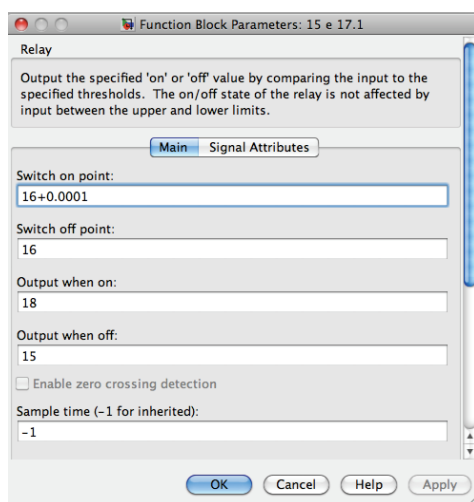 Function Block Parameters: 15 e 17.1
Relay
Output the specified 'on' or 'off' value by comparing the input to the
specified thresholds. The on/off state of the relay is not affected by
input between the upper and lower limits.
Main Signal Attributes
Switch on point:
16+0.0001
Switch off point:
16
Output when on:
18
Output when off:
15
Enable zero crossing detection
Sample time (-1 for inherited):
-1
OK Cancel Help Apply